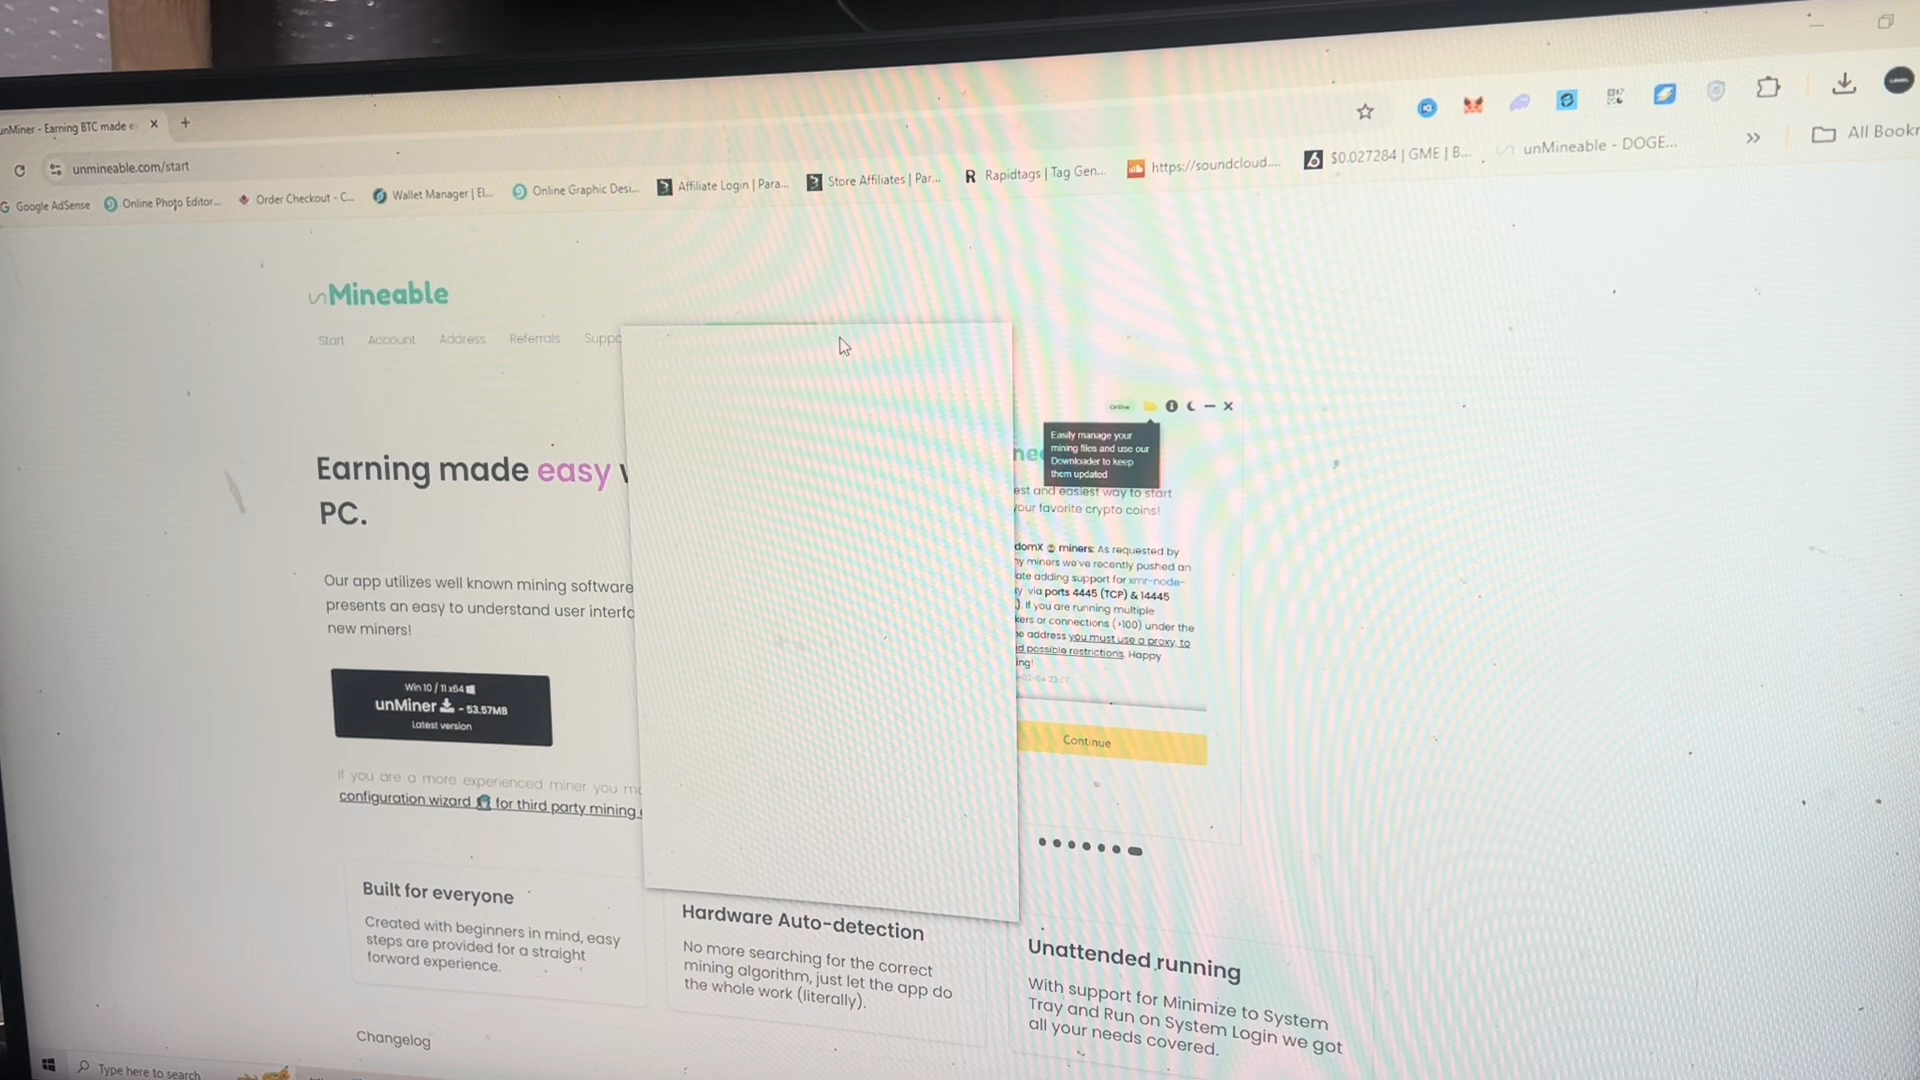 unMiner - Earning BTC made e
unmineable.com/start
Google AdSense
Online Photo Editor...
Order Checkout - C...
Wallet Manager | El...
Online Graphic Desi...
Affiliate Login | Para...
Store Affiliates | Par...
Rapidtags | Tag Gen...
https://soundcloud....
$0.027284 | GME | B...
unMineable - DOGE...
All Bookr
unMineable
Start Account Address Referrals Suppo
Earning made easy
PC.
Our app utilizes well known mining software
presents an easy to understand user interfa
new miners!
Win 10 / 11 x64
unMiner - 53.57MB
Latest version
If you are a more experienced miner you m
configuration wizard for third party mining
Online
Easily manage your
mining files and use our
Downloader to keep
them updated
est and easiest way to start
your favorite crypto coins!
domX miners: As requested by
ny miners we've recently pushed an
ate adding support for xmr-node-
y via ports 4445 (TCP) & 14445
). If you are running multiple
kers or connections (>100) under the
e address you must use a proxy, to
d possible restrictions. Happy
ing!
Continue
Built for everyone
Created with beginners in mind, easy
steps are provided for a straight
forward experience.
Hardware Auto-detection
No more searching for the correct
mining algorithm, just let the app do
the whole work (literally).
Unattended running
With support for Minimize to System
Tray and Run on System Login we got
all your needs covered.
Changelog
Type here to search